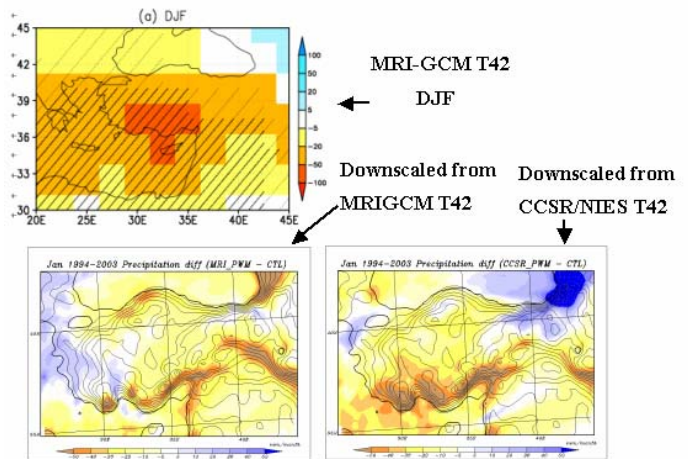 (a) DJF
45
42
39
36
33
30
20E 25E 30E 35E 40E 45E
100
50
20
5
-5
-20
-50
-100
MRI-GCM T42
DJF
Downscaled from
MRIGCM T42
Downscaled from
CCSR/NIES T42
Jan 1994-2003 Precipitation diff (MRI_PWM - CTL)
Jan 1994-2003 Precipitation diff (CCSR_PWM - CTL)